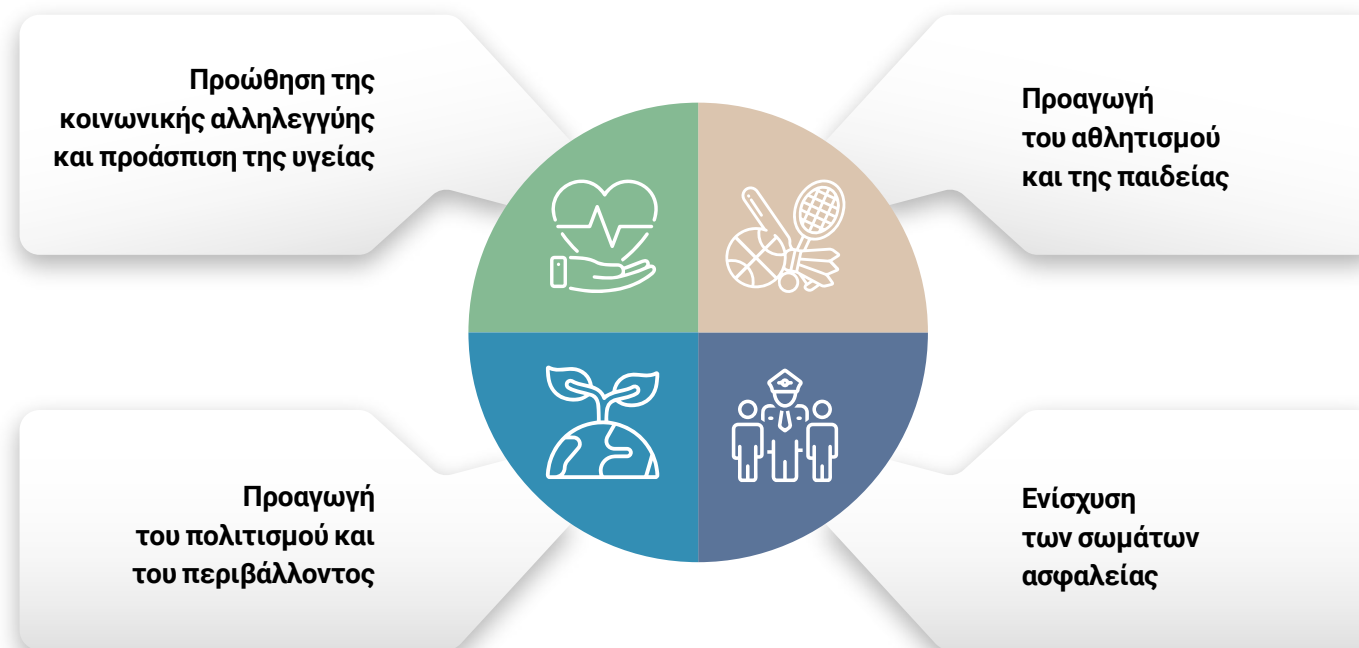 Προώθηση της
κοινωνικής αλληλεγγύης
και προάσπιση της υγείας
Προαγωγή
του αθλητισμού
και της παιδείας
Προαγωγή
του πολιτισμού και
του περιβάλλοντος
Ενίσχυση
των σωμάτων
ασφαλείας